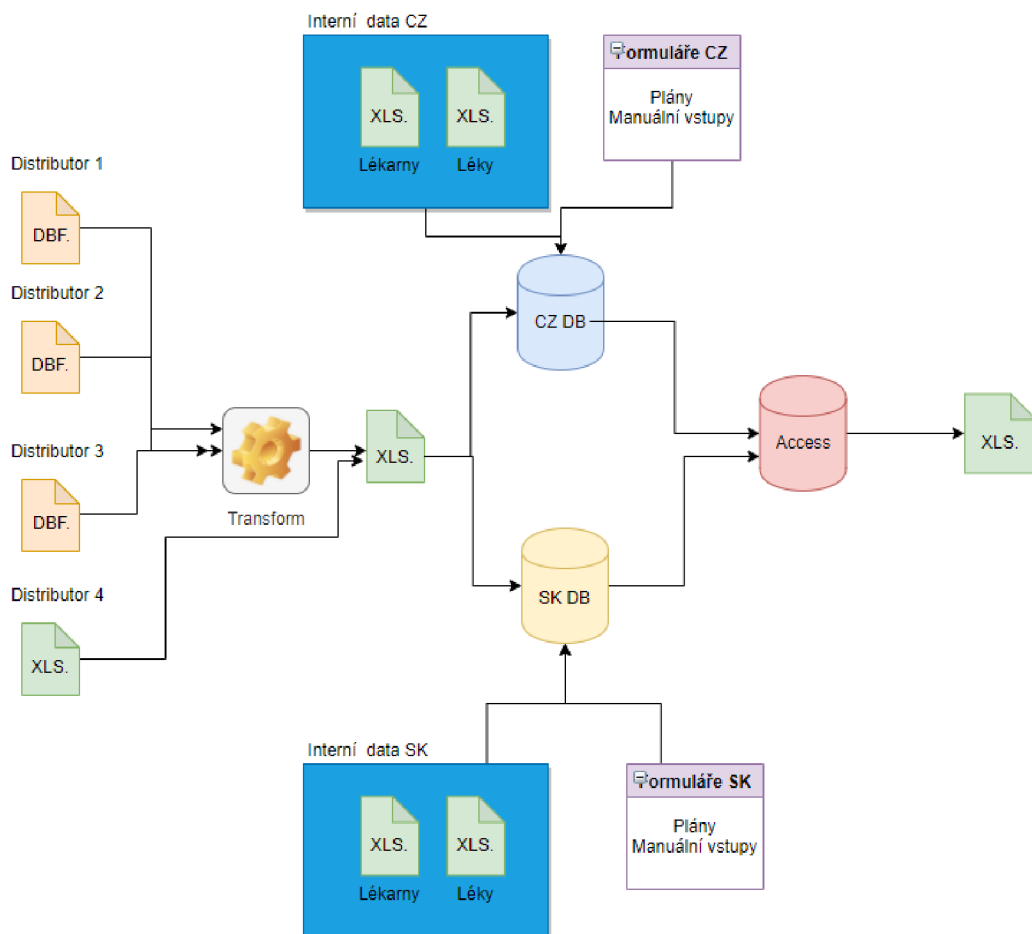 Interní data CZ
XLS.
XLS.
Lékarny
Léky
ormuláře CZ
Plány
Manuální vstupy
Distributor 1
DBF.
Distributor 2
DBF.
Distributor 3
DBF.
Distributor 4
XLS.
Transform
XLS.
CZ DB
SK DB
Access
XLS.
Interní data SK
XLS.
XLS.
Lékarny
Léky
ormuláře SK
Plány
Manuální vstupy